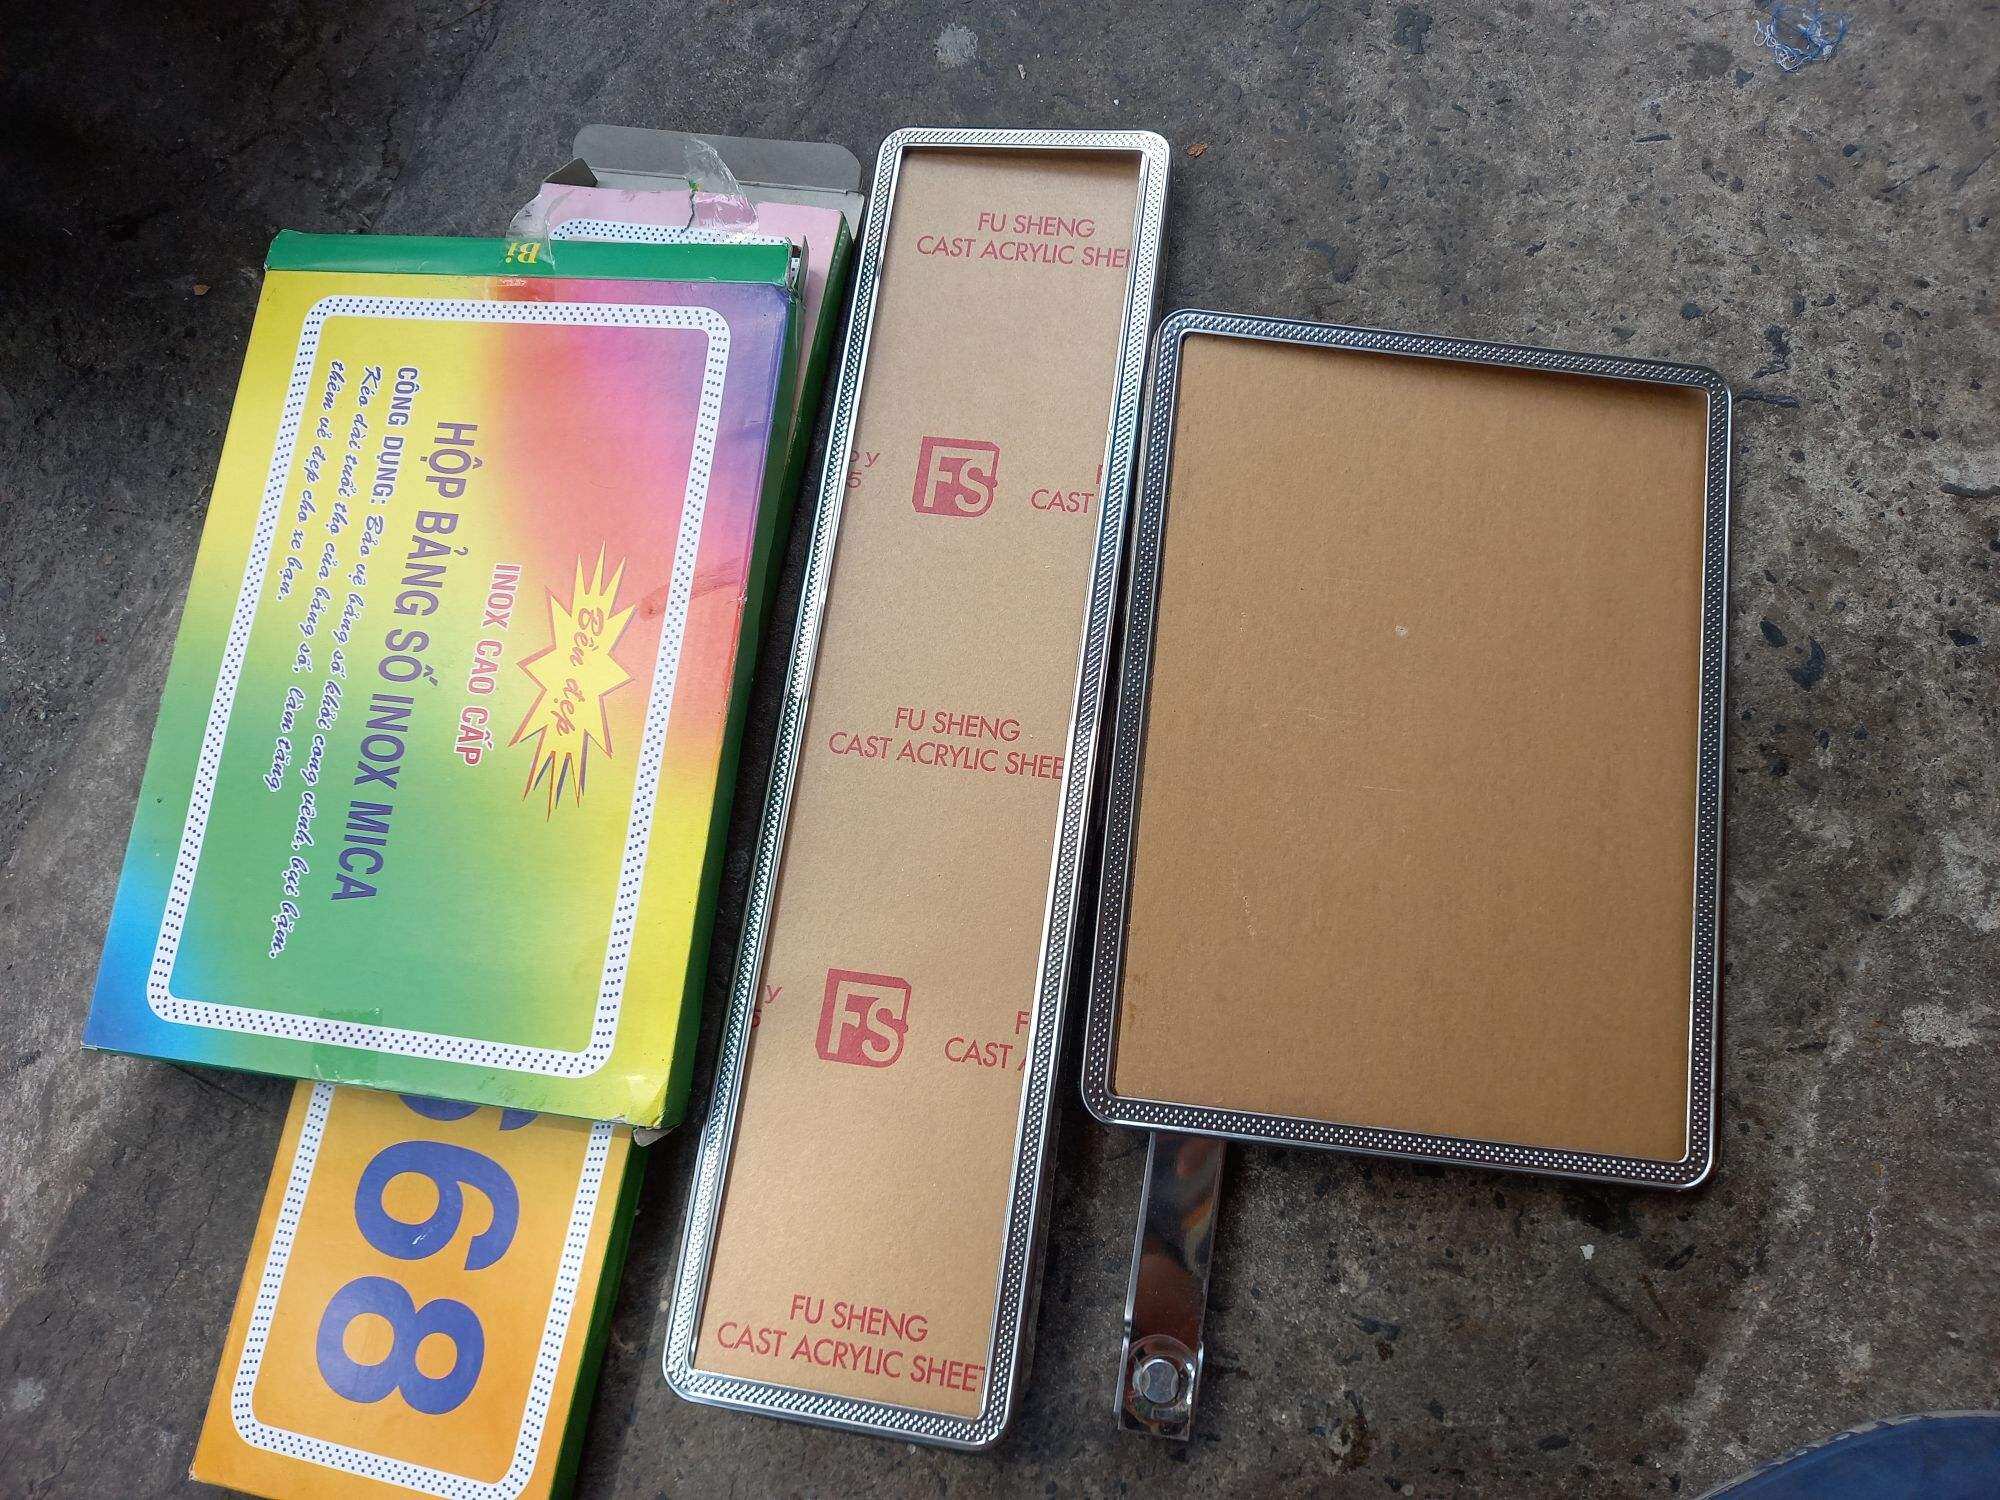 Bi
Bền đẹp
INOX CAO CẤP
HỘP BẢNG SỐ INOX MICA
CÔNG DỤNG: Bảo vệ bảng số khỏi cong vênh, bụi bặm.
Kéo dài tuổi thọ của bảng số. Làm tăng
thêm vẻ đẹp cho xe bạn.
668
FU SHENG
CAST ACRYLIC SHEE
FS
CAST
FU SHENG
CAST ACRYLIC SHEE
FS
CAST
FU SHENG
CAST ACRYLIC SHEET